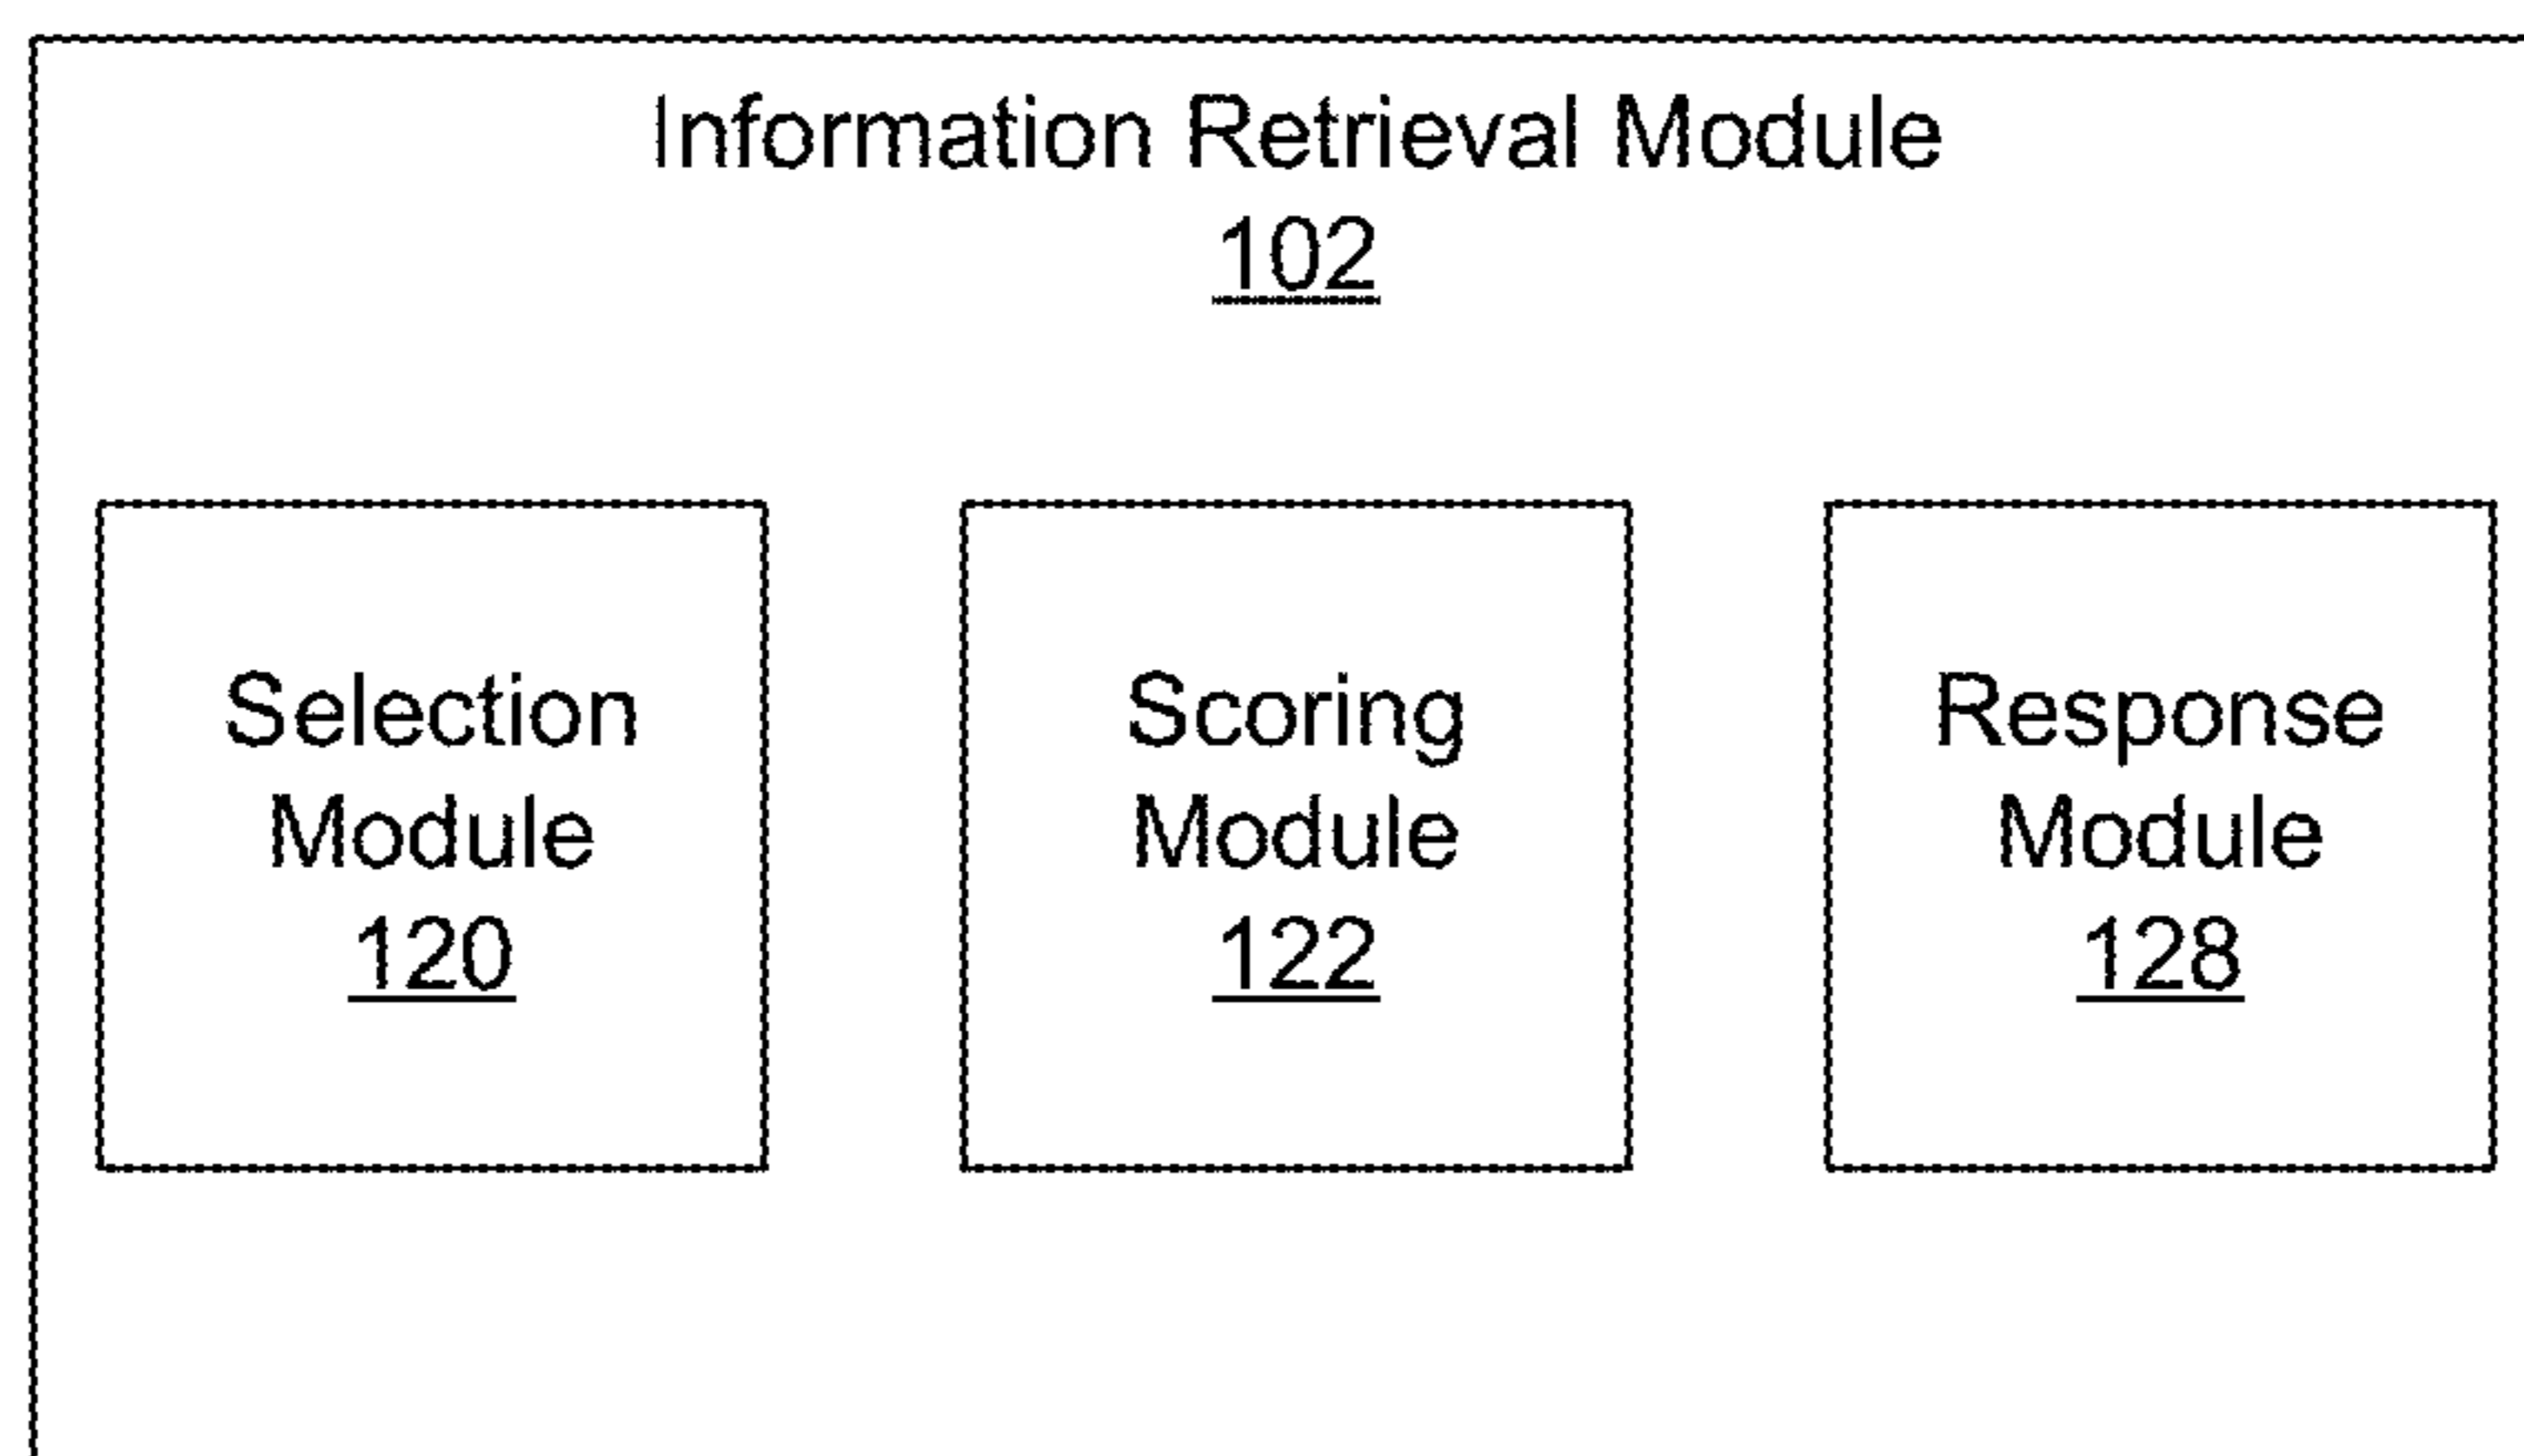 Information Retrieval Module
102
Selection
Module
120
Scoring
Module
122
Response
Module
128